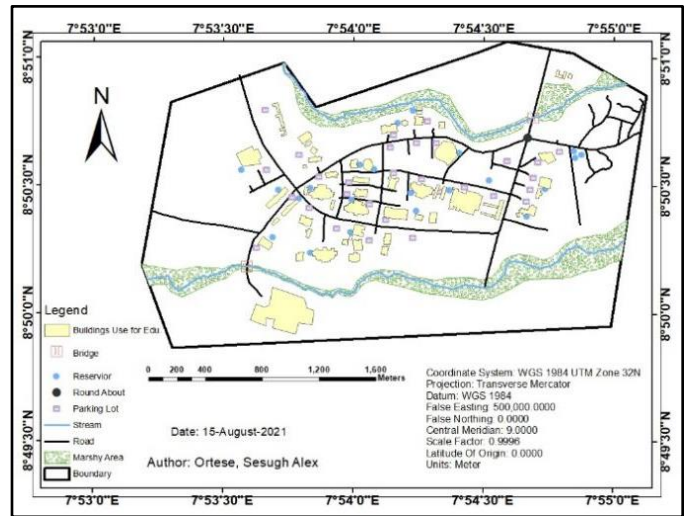 7°53'0"E 7°53'30"E 7°54'0"E 7°54'30"E 7°55'0"E
8°51'0"N
8°51'0"N
N
8°50'30"N
8°50'30"N
8°50'0"N
8°50'0"N
8°49'30"N
8°49'30"N
Legend
Buildings Use for Edu.
Bridge
Reservior
Round About
Parking Lot
Stream
Road
Marshy Area
Boundary
0 200 400 800 1,200 1,600
Meters
Date: 15-August-2021
Author: Ortese, Sesugh Alex
Coordinate System: WGS 1984 UTM Zone 32N
Projection: Transverse Mercator
Datum: WGS 1984
False Easting: 500,000.0000
False Northing: 0.0000
Central Meridian: 9.0000
Scale Factor: 0.9996
Latitude Of Origin: 0.0000
Units: Meter
7°53'0"E 7°53'30"E 7°54'0"E 7°54'30"E 7°55'0"E